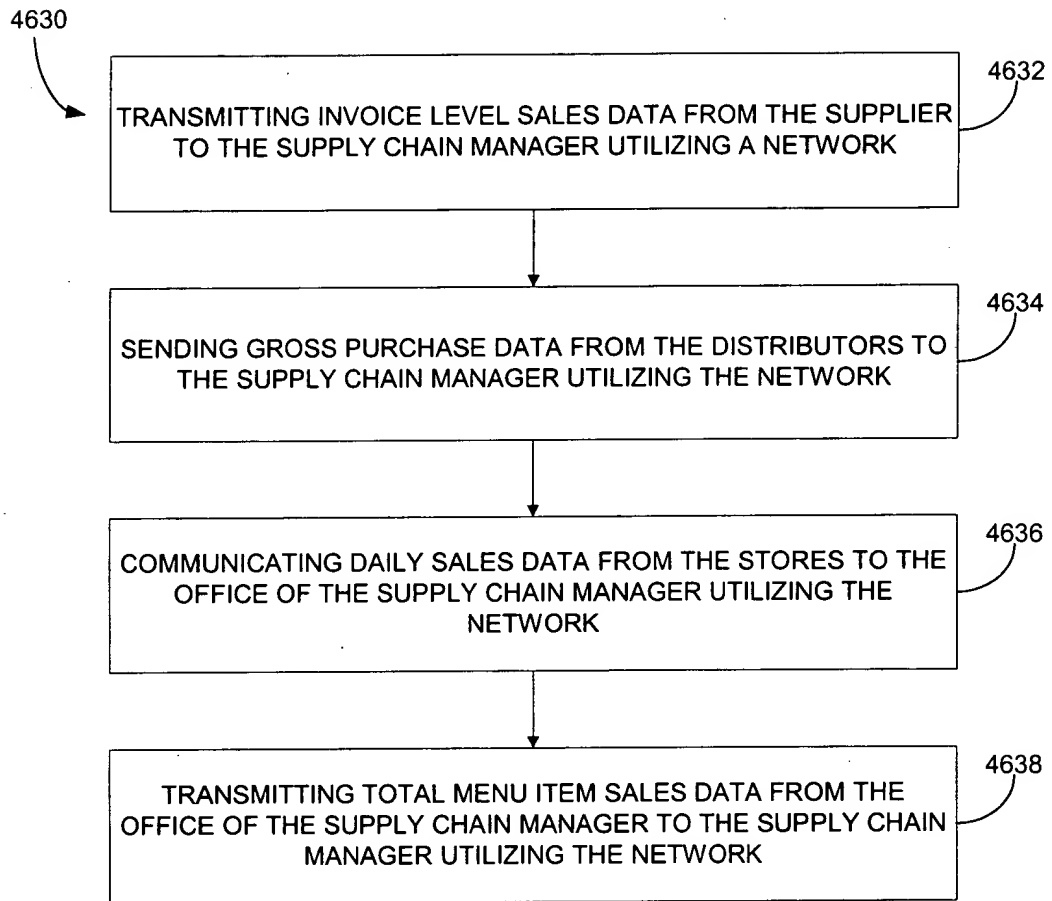 4630
4632
TRANSMITTING INVOICE LEVEL SALES DATA FROM THE SUPPLIER
TO THE SUPPLY CHAIN MANAGER UTILIZING A NETWORK
4634
SENDING GROSS PURCHASE DATA FROM THE DISTRIBUTORS TO
THE SUPPLY CHAIN MANAGER UTILIZING THE NETWORK
4636
COMMUNICATING DAILY SALES DATA FROM THE STORES TO THE
OFFICE OF THE SUPPLY CHAIN MANAGER UTILIZING THE
NETWORK
4638
TRANSMITTING TOTAL MENU ITEM SALES DATA FROM THE
OFFICE OF THE SUPPLY CHAIN MANAGER TO THE SUPPLY CHAIN
MANAGER UTILIZING THE NETWORK